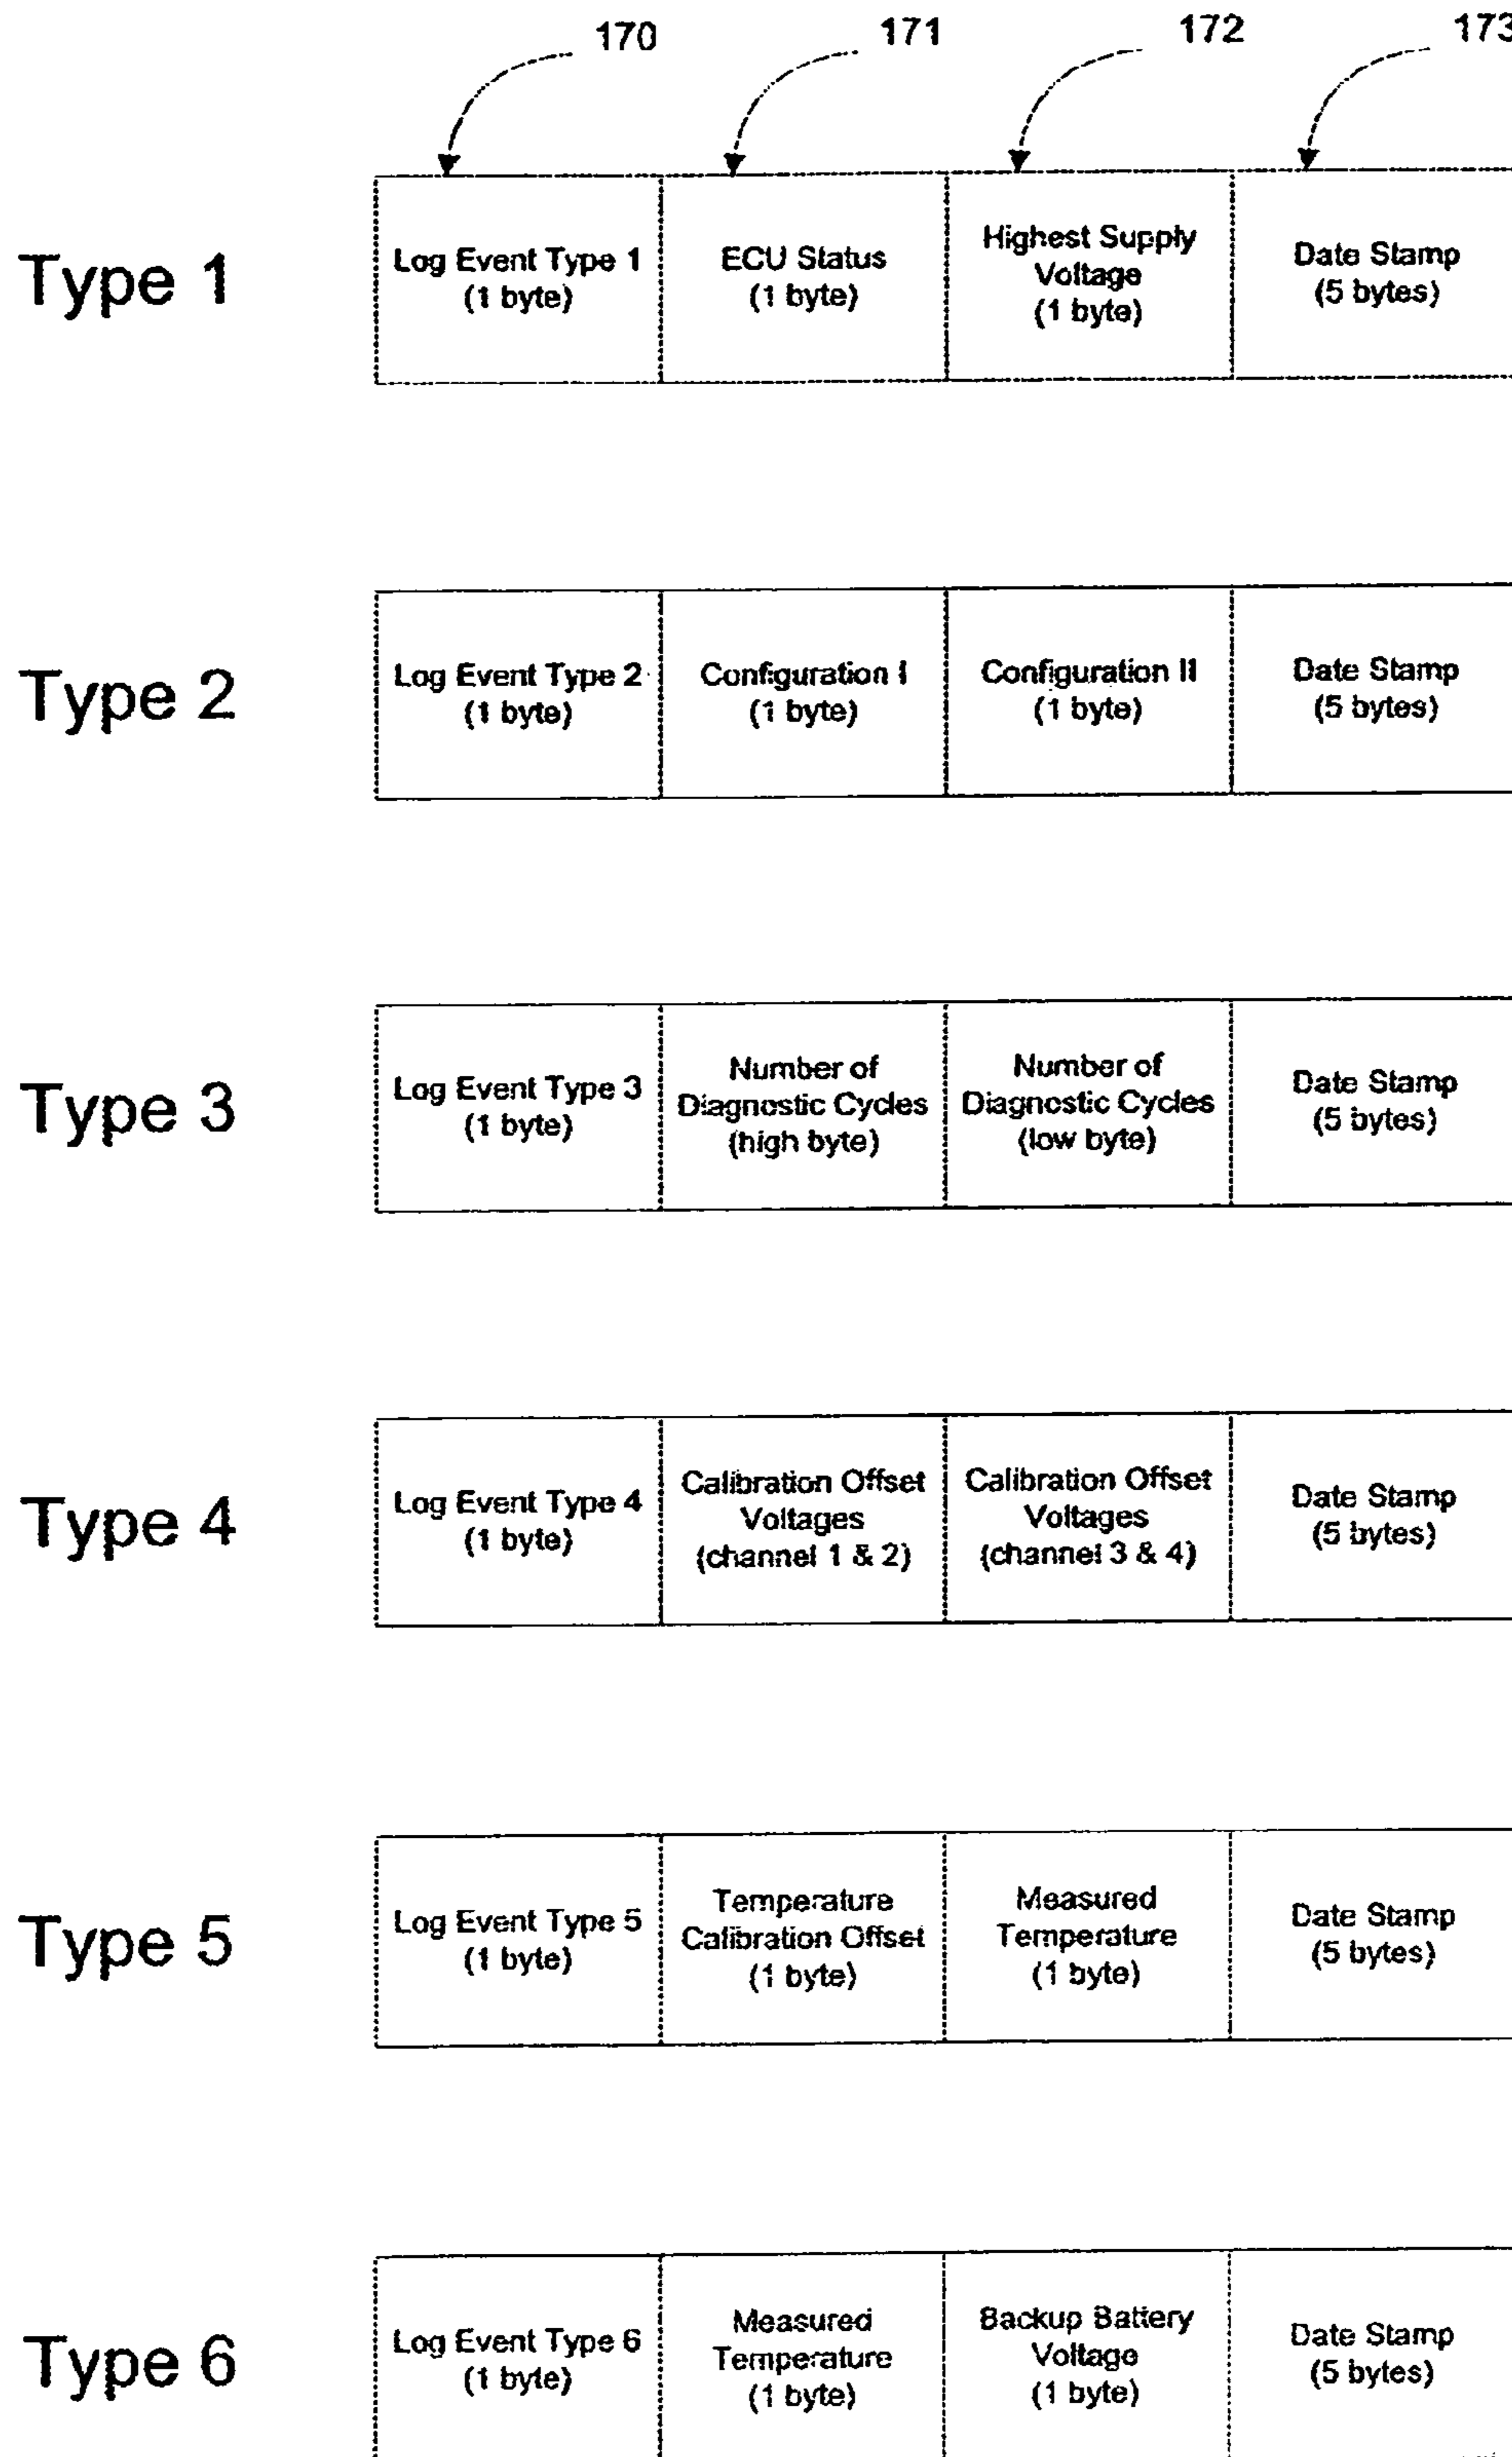 170 171 172 173
Type 1
Log Event Type 1
(1 byte)
ECU Status
(1 byte)
Highest Supply
Voltage
(1 byte)
Date Stamp
(5 bytes)
Type 2
Log Event Type 2
(1 byte)
Configuration I
(1 byte)
Configuration II
(1 byte)
Date Stamp
(5 bytes)
Type 3
Log Event Type 3
(1 byte)
Number of
Diagnostic Cycles
(high byte)
Number of
Diagnostic Cycles
(low byte)
Date Stamp
(5 bytes)
Type 4
Log Event Type 4
(1 byte)
Calibration Offset
Voltages
(channel 1 & 2)
Calibration Offset
Voltages
(channel 3 & 4)
Date Stamp
(5 bytes)
Type 5
Log Event Type 5
(1 byte)
Temperature
Calibration Offset
(1 byte)
Measured
Temperature
(1 byte)
Date Stamp
(5 bytes)
Type 6
Log Event Type 6
(1 byte)
Measured
Temperature
(1 byte)
Backup Battery
Voltage
(1 byte)
Date Stamp
(5 bytes)